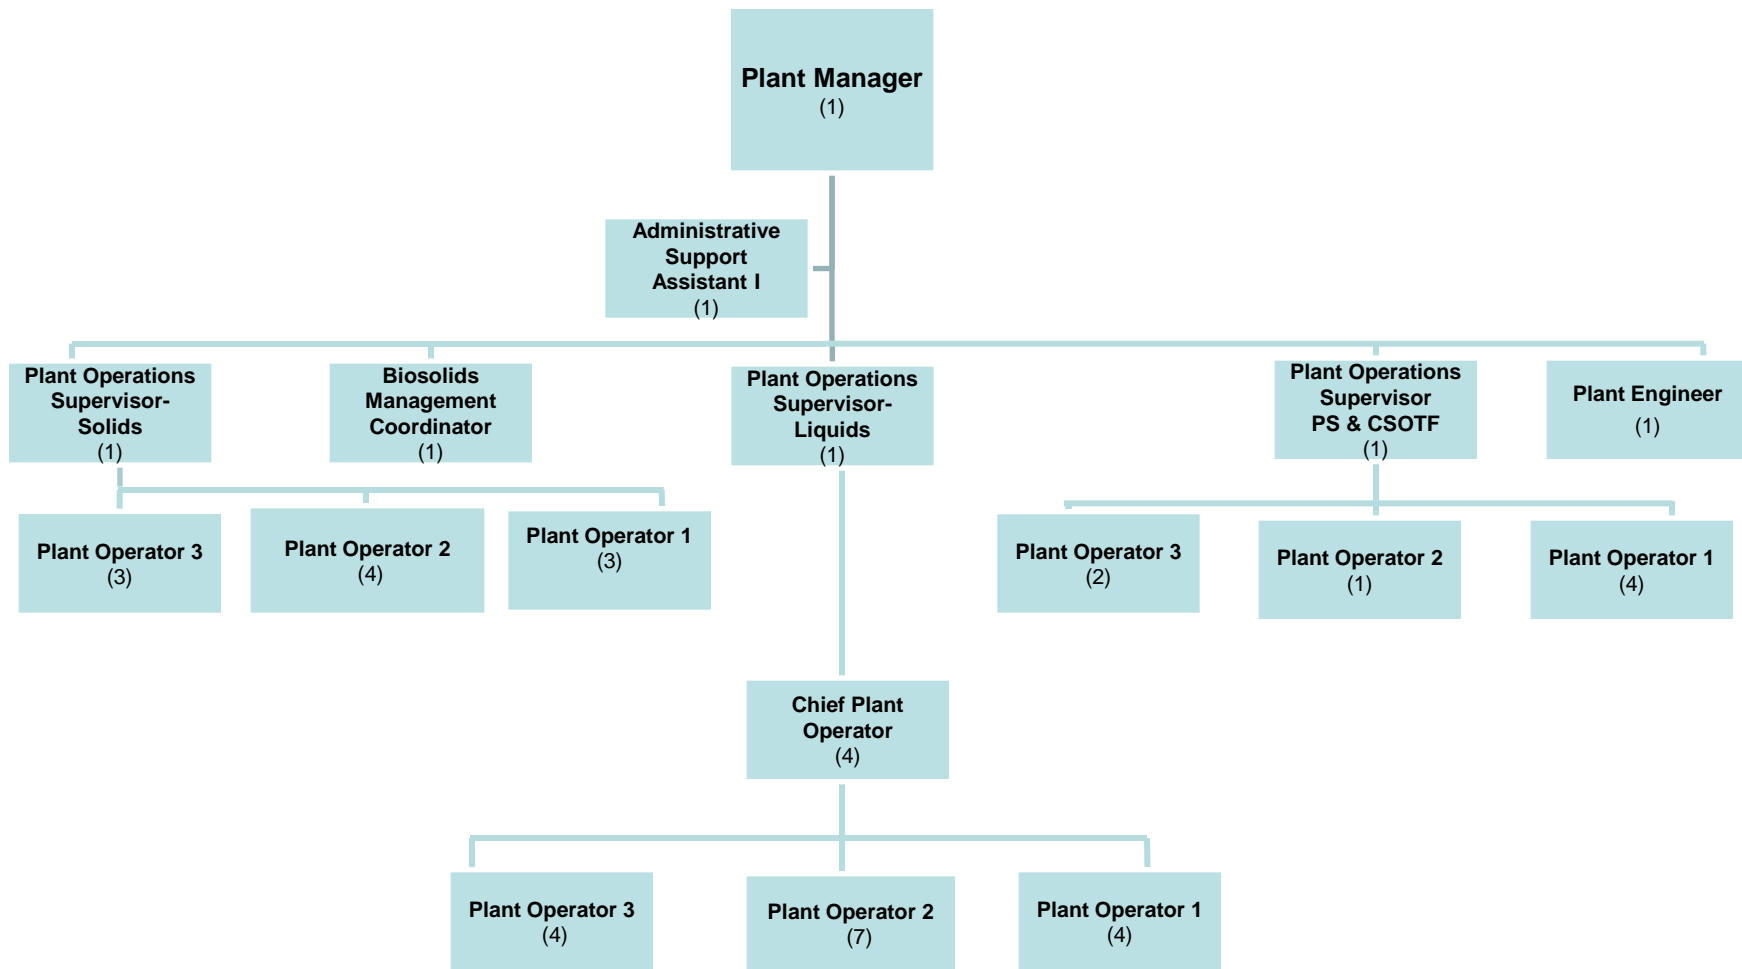 Plant Manager
(1)
Administrative
Support
Assistant I
(1)
Plant Operations
Supervisor-
Solids
(1)
Biosolids
Management
Coordinator
(1)
Plant Operations
Supervisor-
Liquids
(1)
Plant Operations
Supervisor
PS & CSOTF
(1)
Plant Engineer
(1)
Plant Operator 3
(3)
Plant Operator 2
(4)
Plant Operator 1
(3)
Plant Operator 3
(2)
Plant Operator 2
(1)
Plant Operator 1
(4)
Chief Plant
Operator
(4)
Plant Operator 3
(4)
Plant Operator 2
(7)
Plant Operator 1
(4)